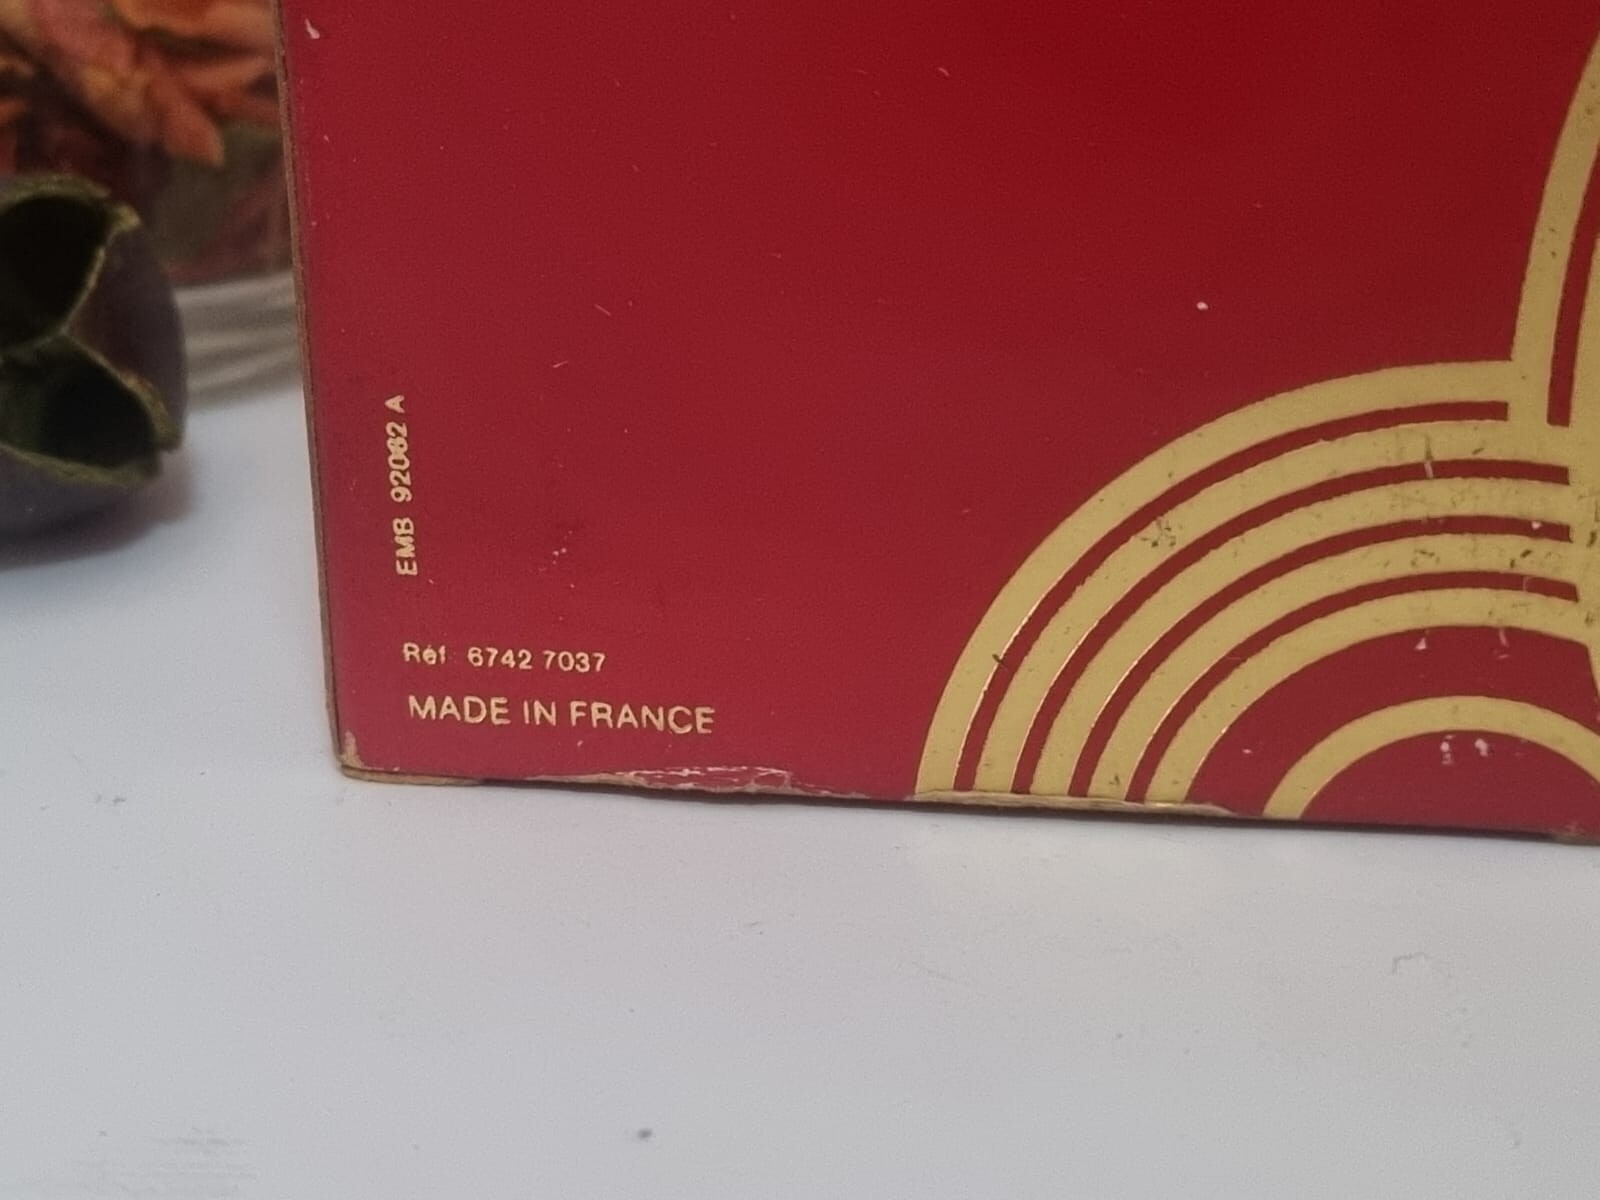 EMB 92062 A
Réf. 6742 7037
MADE IN FRANCE